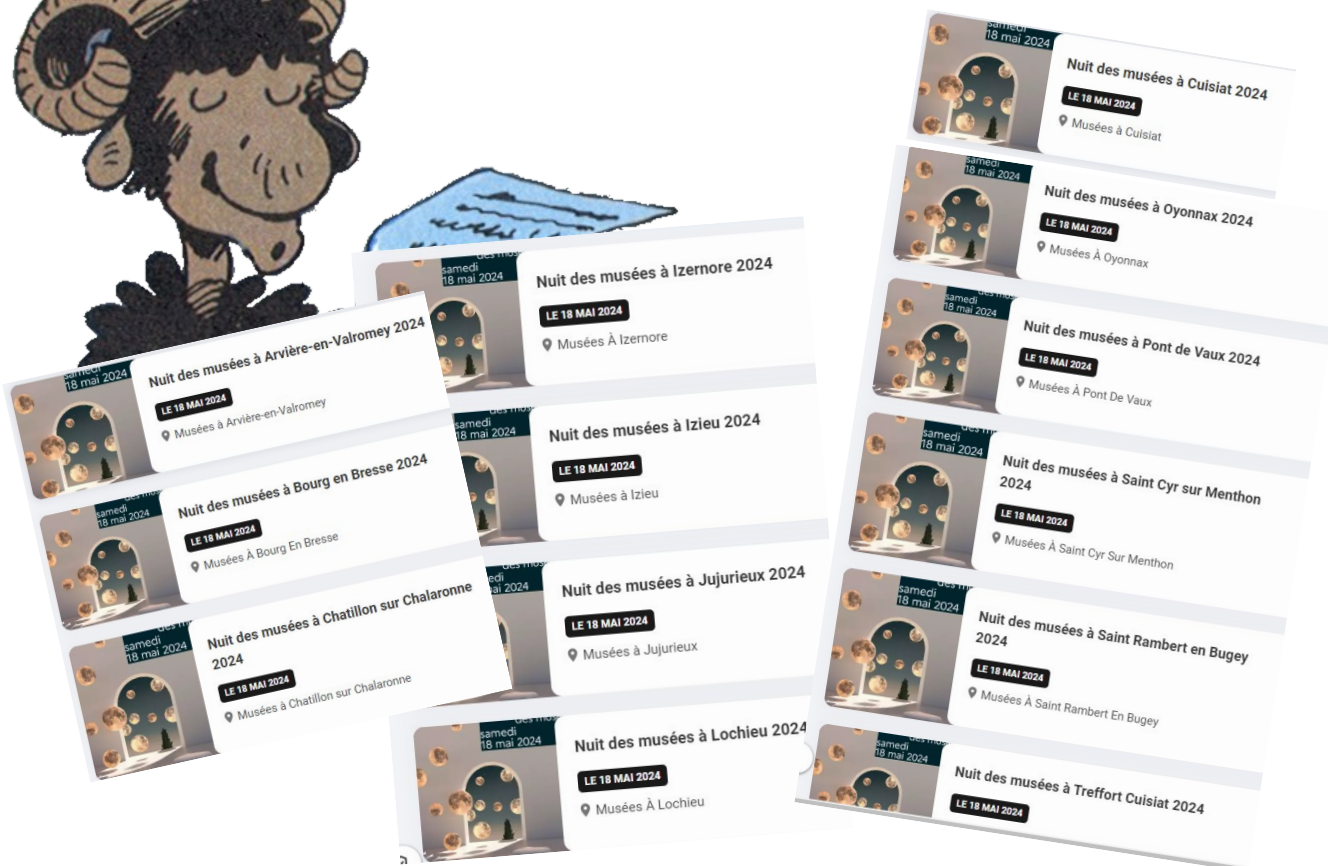 samedi
18 mai 2024
Nuit des musées à Arvière-en-Valromey 2024
LE 18 MAI 2024
Musées à Arvière-en-Valromey
samedi
18 mai 2024
Nuit des musées à Bourg en Bresse 2024
LE 18 MAI 2024
Musées À Bourg En Bresse
samedi
18 mai 2024
Nuit des musées à Chatillon sur Chalaronne
2024
LE 18 MAI 2024
Musées à Chatillon sur Chalaronne
samedi
18 mai 2024
Nuit des musées à Izernore 2024
LE 18 MAI 2024
Musées À Izernore
samedi
18 mai 2024
Nuit des musées à Izieu 2024
LE 18 MAI 2024
Musées à Izieu
2024
Nuit des musées à Jujurieux 2024
LE 18 MAI 2024
Musées à Jujurieux
samedi
18 mai 2024
Nuit des musées à Lochieu 2024
LE 18 MAI 2024
Musées À Lochieu
samedi
18 mai 2024
Nuit des musées à Cuisiat 2024
LE 18 MAI 2024
Musées à Cuisiat
samedi
18 mai 2024
Nuit des musées à Oyonnax 2024
LE 18 MAI 2024
Musées À Oyonnax
samedi
18 mai 2024
Nuit des musées à Pont de Vaux 2024
LE 18 MAI 2024
Musées À Pont De Vaux
samedi
18 mai 2024
Nuit des musées à Saint Cyr sur Menthon
2024
LE 18 MAI 2024
Musées À Saint Cyr Sur Menthon
samedi
18 mai 2024
Nuit des musées à Saint Rambert en Bugey
2024
LE 18 MAI 2024
Musées À Saint Rambert En Bugey
samedi
18 mai 2024
Nuit des musées à Treffort Cuisiat 2024
LE 18 MAI 2024